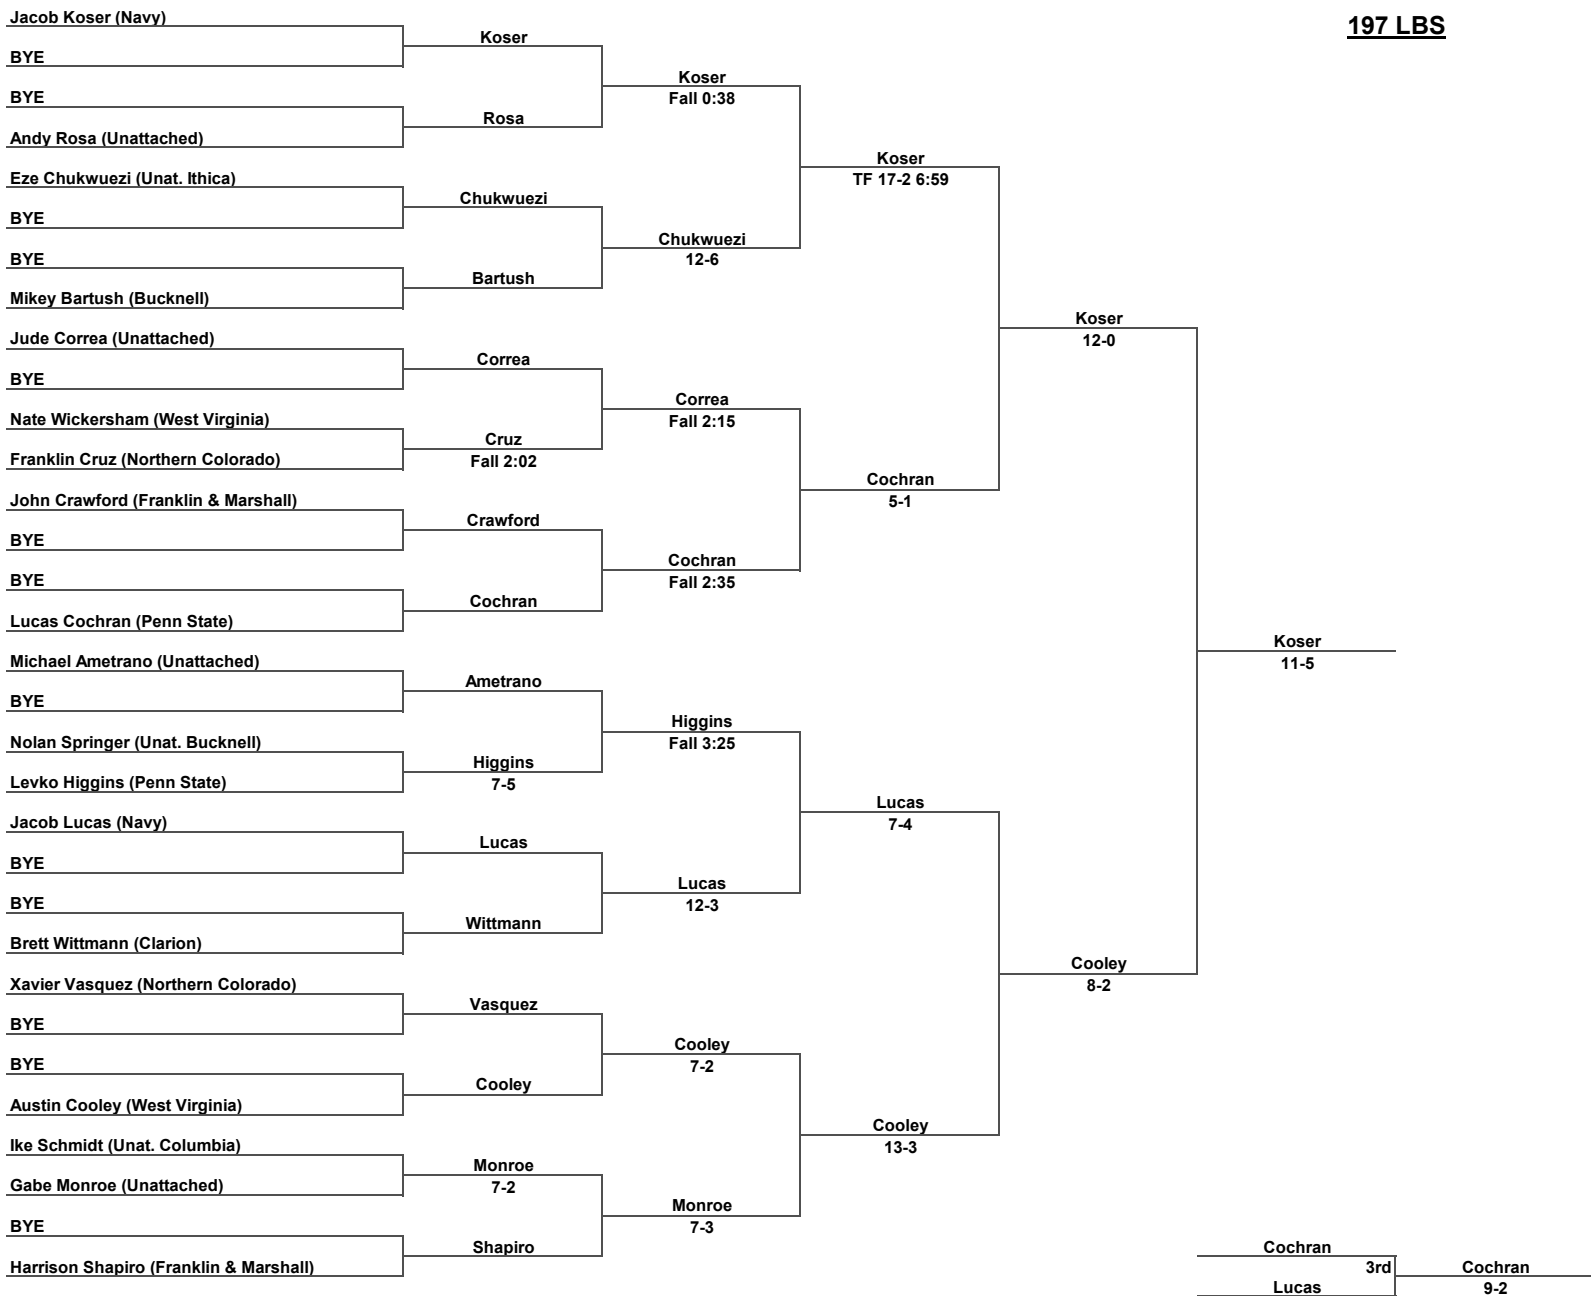 197 LBS
Jacob Koser (Navy)
BYE
BYE
Andy Rosa (Unattached)
Eze Chukwuezi (Unat. Ithica)
BYE
BYE
Mikey Bartush (Bucknell)
Jude Correa (Unattached)
BYE
Nate Wickersham (West Virginia)
Franklin Cruz (Northern Colorado)
John Crawford (Franklin & Marshall)
BYE
BYE
Lucas Cochran (Penn State)
Michael Ametrano (Unattached)
BYE
Nolan Springer (Unat. Bucknell)
Levko Higgins (Penn State)
Jacob Lucas (Navy)
BYE
BYE
Brett Wittmann (Clarion)
Xavier Vasquez (Northern Colorado)
BYE
BYE
Austin Cooley (West Virginia)
Ike Schmidt (Unat. Columbia)
Gabe Monroe (Unattached)
BYE
Harrison Shapiro (Franklin & Marshall)
Koser
Rosa
Chukwuezi
Bartush
Correa
Cruz
Fall 2:02
Crawford
Cochran
Ametrano
Higgins
7-5
Lucas
Wittmann
Vasquez
Cooley
Monroe
7-2
Shapiro
Koser
Fall 0:38
Chukwuezi
12-6
Correa
Fall 2:15
Cochran
Fall 2:35
Higgins
Fall 3:25
Lucas
12-3
Cooley
7-2
Monroe
7-3
Koser
TF 17-2 6:59
Cochran
5-1
Lucas
7-4
Cooley
13-3
Koser
12-0
Cooley
8-2
Koser
11-5
Cochran
3rd
Lucas
Cochran
9-2